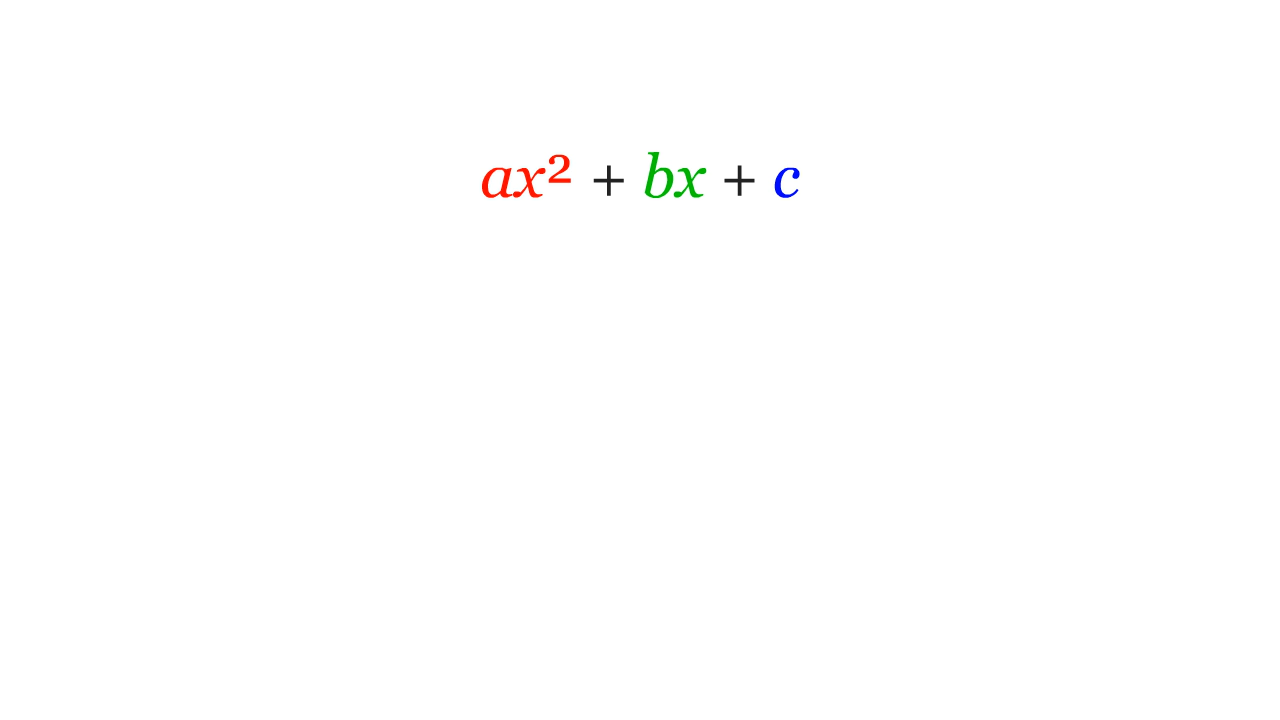 ax² + bx + c